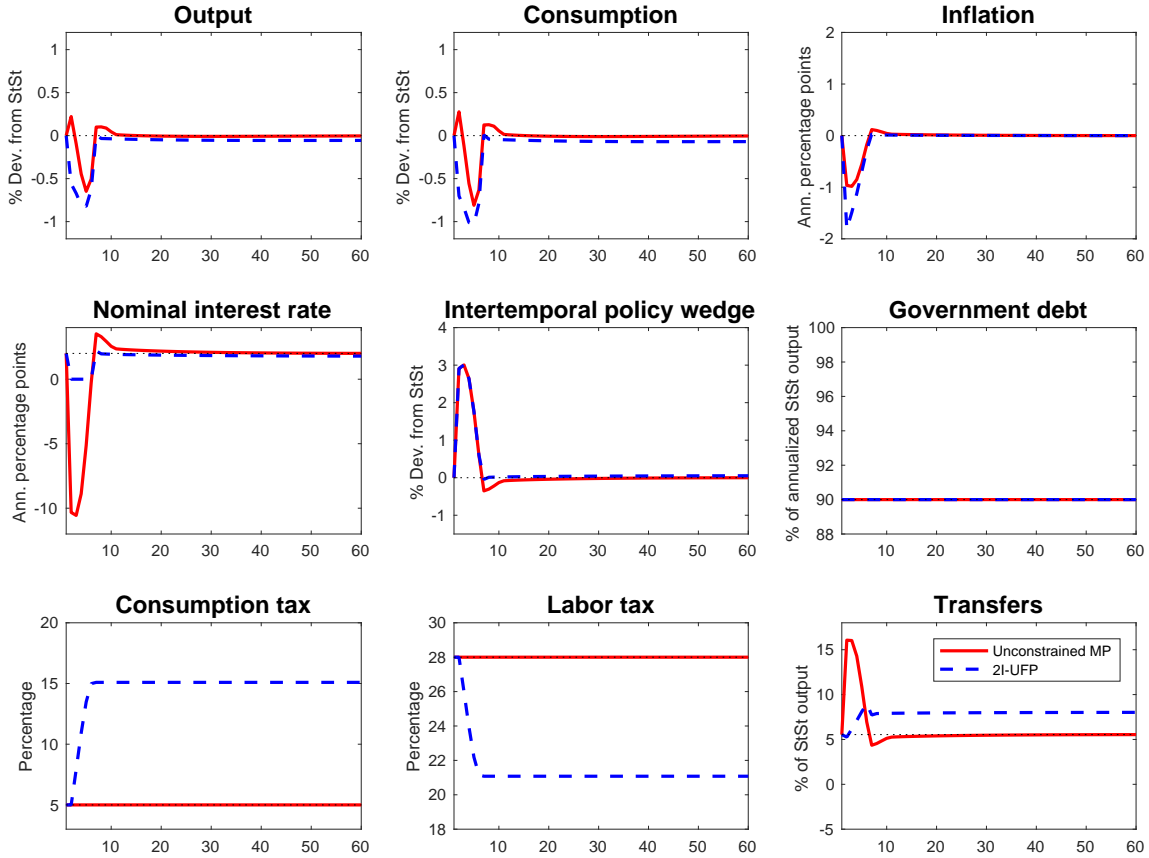 Output
% Dev. from StSt
1
0.5
0
-0.5
-1
10 20 30 40 50 60
Consumption
% Dev. from StSt
1
0.5
0
-0.5
-1
10 20 30 40 50 60
Inflation
Ann. percentage points
2
1
0
-1
-2
10 20 30 40 50 60
Nominal interest rate
Ann. percentage points
0
-5
-10
10 20 30 40 50 60
Intertemporal policy wedge
% Dev. from StSt
4
3
2
1
0
-1
10 20 30 40 50 60
Government debt
% of annualized StSt output
100
98
96
94
92
90
88
10 20 30 40 50 60
Consumption tax
Percentage
20
15
10
5
10 20 30 40 50 60
Labor tax
Percentage
30
28
26
24
22
20
18
10 20 30 40 50 60
Transfers
% of StSt output
15
10
5
0
-5
10 20 30 40 50 60
Unconstrained MP
2I-UFP